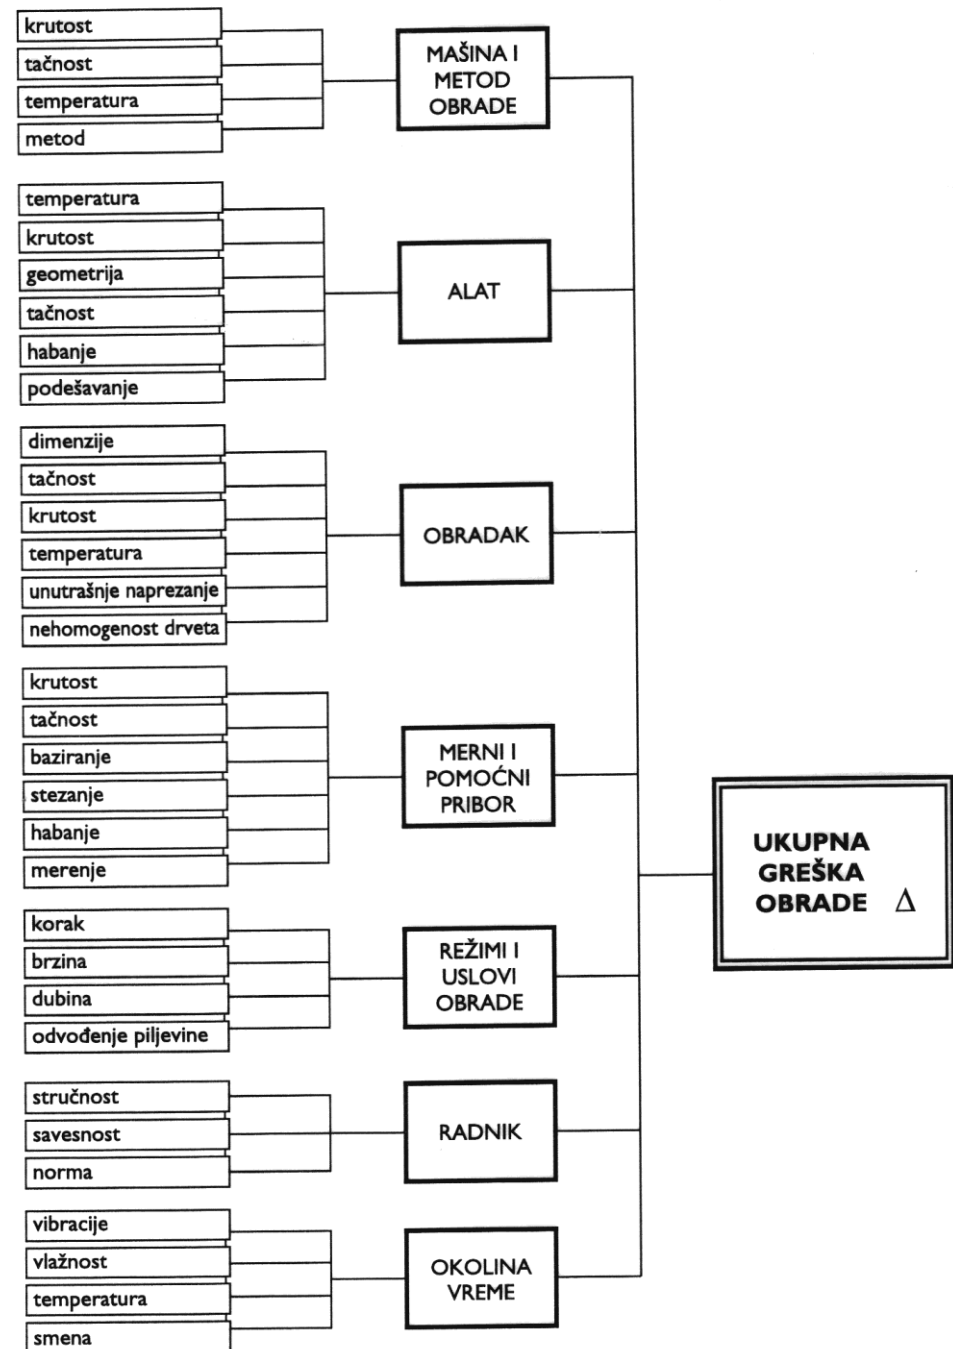 krutost
tačnost
temperatura
metod
MAŠINA I
METOD
OBRADE
temperatura
krutost
geometrija
tačnost
habanje
podešavanje
ALAT
dimenzije
tačnost
krutost
temperatura
unutrašnje naprezanje
nehomogenost drveta
OBRADAK
krutost
tačnost
baziranje
stezanje
habanje
merenje
MERNI I
POMOĆNI
PRIBOR
korak
brzina
dubina
odvođenje piljevine
REŽIMI I
USLOVI
OBRADE
stručnost
savesnost
norma
RADNIK
vibracije
vlažnost
temperatura
smena
OKOLINA
VREME
UKUPNA
GREŠKA
OBRADE Δ